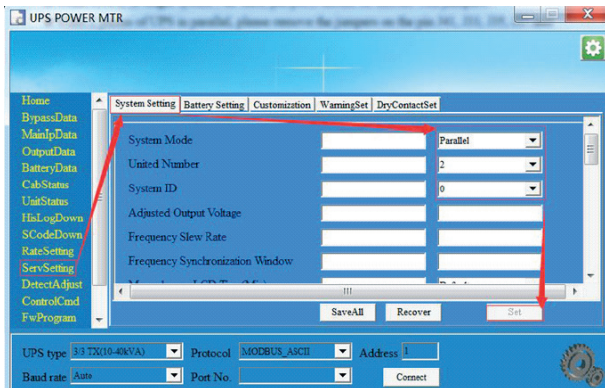 UPS POWER MTR
Home
BypassData
MainIpData
OutputData
BatteryData
CabStatus
UnitStatus
HisLogDown
SCodeDown
RateSetting
ServSetting
DetectAdjust
ControlCmd
FwProgram
System Setting Battery Setting Customization WarningSet DryContactSet
System Mode Parallel
United Number 2
System ID 0
Adjusted Output Voltage
Frequency Slew Rate
Frequency Synchronization Window
SaveAll Recover Set
UPS type 3/3 TX(10-40kVA) Protocol MODBUS_ASCII Address 1
Baud rate Auto Port No. Connect